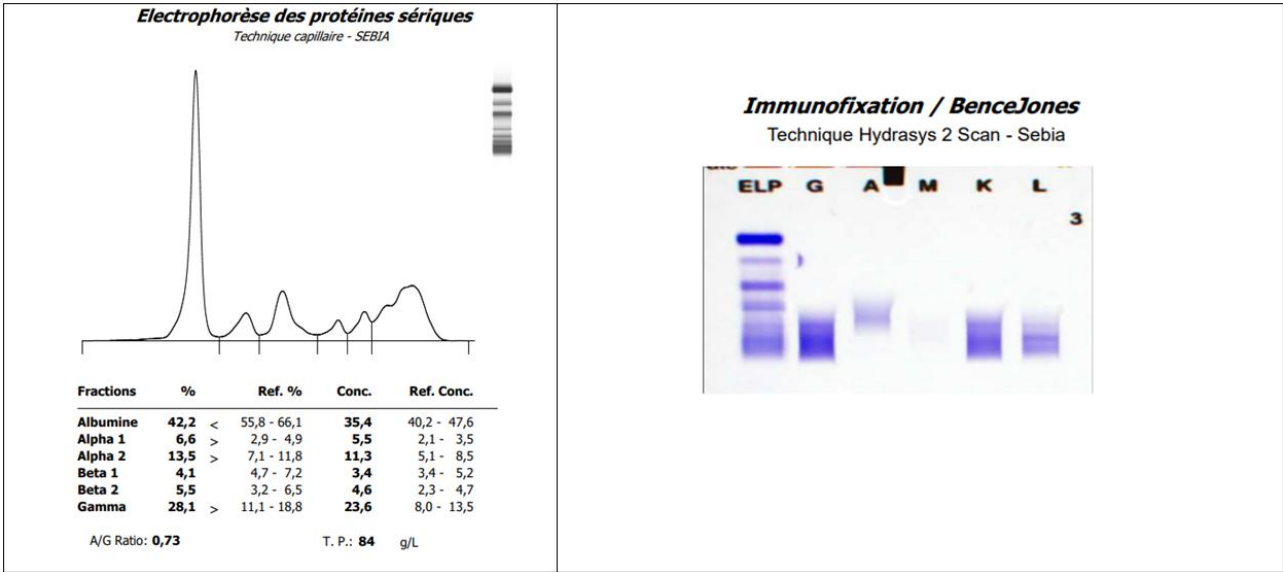 Electrophorèse des protéines sériques
Technique capillaire - SEBIA
Fractions % Ref. % Conc. Ref. Conc.
Albumine 42,2 < 55,8 - 66,1 35,4 40,2 - 47,6
Alpha 1 6,6 > 2,9 - 4,9 5,5 2,1 - 3,5
Alpha 2 13,5 > 7,1 - 11,8 11,3 5,1 - 8,5
Beta 1 4,1 4,7 - 7,2 3,4 3,4 - 5,2
Beta 2 5,5 3,2 - 6,5 4,6 2,3 - 4,7
Gamma 28,1 > 11,1 - 18,8 23,6 8,0 - 13,5
A/G Ratio: 0,73 T. P.: 84 g/L
Immunofixation / BenceJones
Technique Hydrasys 2 Scan - Sebia
ELP G A M K L
3